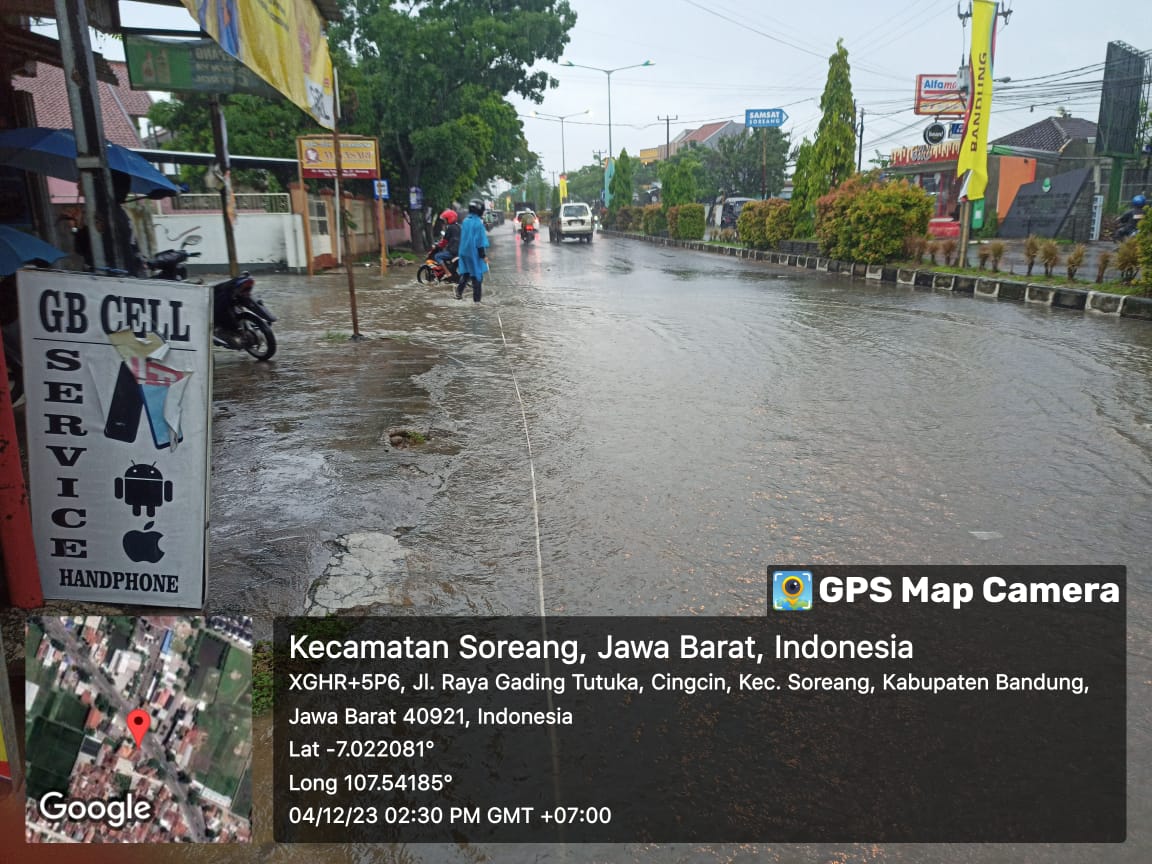 GB CELL
SERVICE
HANDPHONE
SAMSAT
SOREANG
BANDUNG
GPS Map Camera
Kecamatan Soreang, Jawa Barat, Indonesia
XGHR+5P6, Jl. Raya Gading Tutuka, Cingcin, Kec. Soreang, Kabupaten Bandung,
Jawa Barat 40921, Indonesia
Lat -7.022081°
Long 107.54185°
04/12/23 02:30 PM GMT +07:00
Google